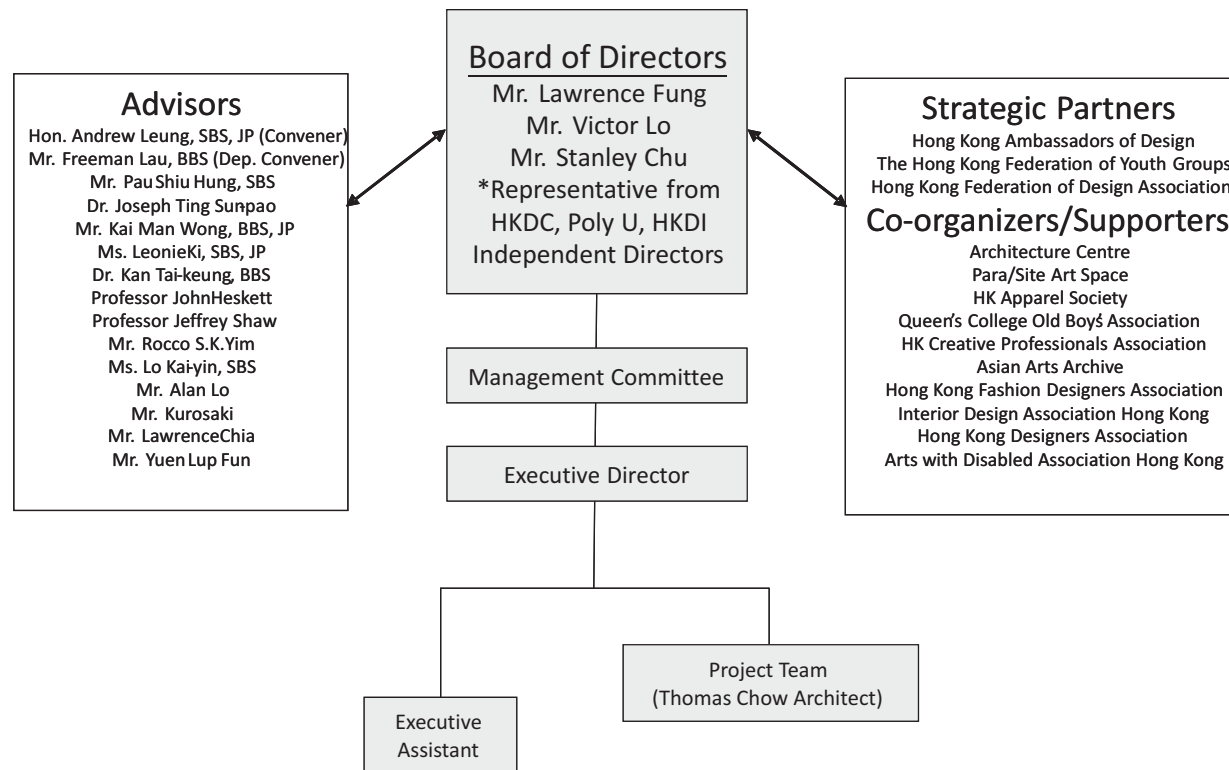 Board of Directors
Mr. Lawrence Fung
Mr. Victor Lo
Mr. Stanley Chu
*Representative from
HKDC, Poly U, HKDI
Independent Directors
Advisors
Hon. Andrew Leung, SBS, JP (Convener)
Mr. Freeman Lau, BBS (Dep. Convener)
Mr. Pau Shiu Hung, SBS
Dr. Joseph Ting Sun-pao
Mr. Kai Man Wong, BBS, JP
Ms. LeonieKi, SBS, JP
Dr. Kan Tai-keung, BBS
Professor JohnHeskett
Professor Jeffrey Shaw
Mr. Rocco S.K.Yim
Ms. Lo Kai-yin, SBS
Mr. Alan Lo
Mr. Kurosaki
Mr. LawrenceChia
Mr. Yuen Lup Fun
Strategic Partners
Hong Kong Ambassadors of Design
The Hong Kong Federation of Youth Groups
Hong Kong Federation of Design Association
Co-organizers/Supporters
Architecture Centre
Para/Site Art Space
HK Apparel Society
Queen's College Old Boy's Association
HK Creative Professionals Association
Asian Arts Archive
Hong Kong Fashion Designers Association
Interior Design Association Hong Kong
Hong Kong Designers Association
Arts with Disabled Association Hong Kong
Management Committee
Executive Director
Project Team
(Thomas Chow Architect)
Executive
Assistant